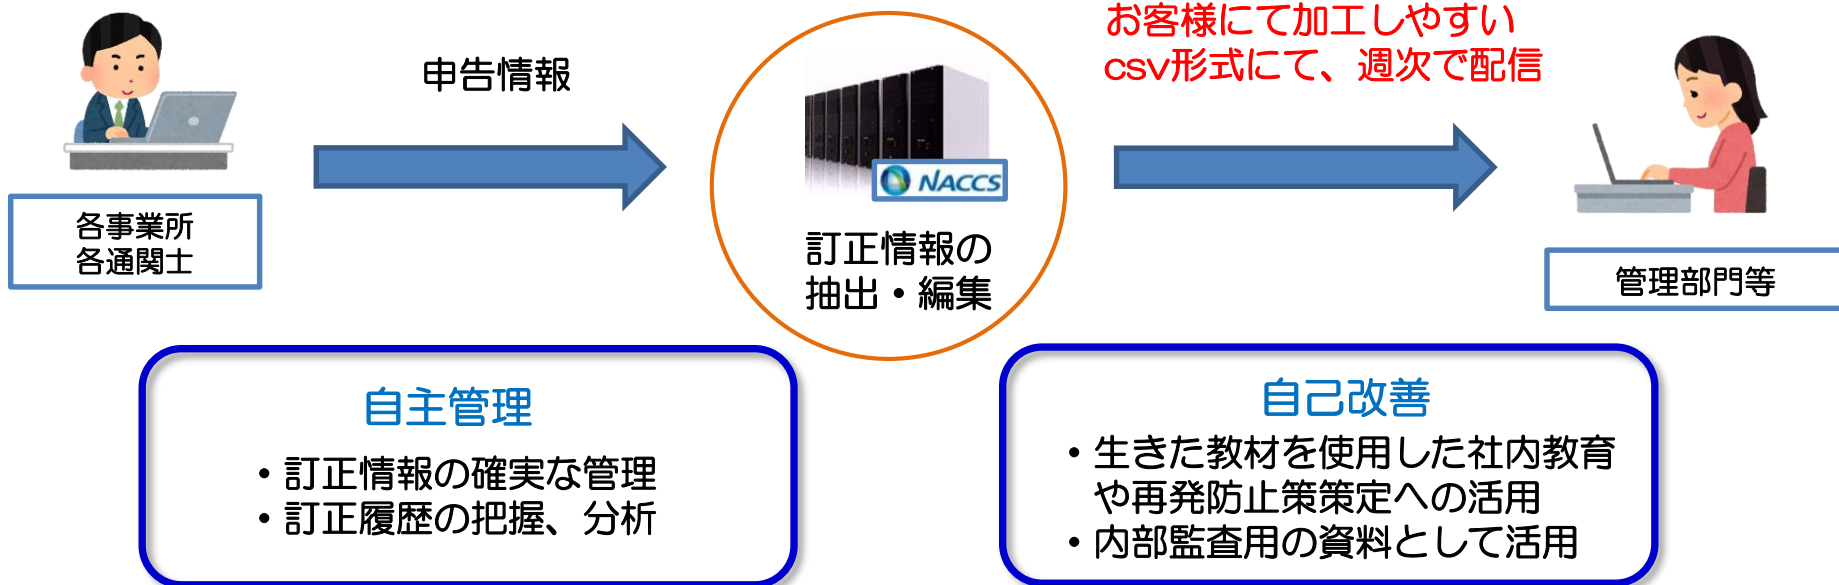 お客様にて加工しやすい
csv形式にて、週次で配信
申告情報
NACCS
各事業所
各通関士
訂正情報の
抽出・編集
管理部門等
自主管理
・訂正情報の確実な管理
・訂正履歴の把握、分析
自己改善
・生きた教材を使用した社内教育
や再発防止策策定への活用
・内部監査用の資料として活用